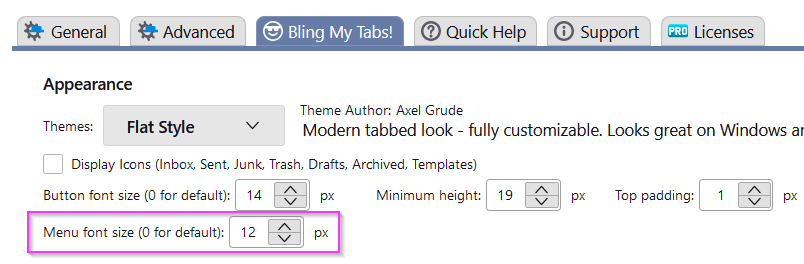 General Advanced Bling My Tabs! Quick Help Support PRO Licenses
Appearance
Theme Author: Axel Grude
Themes: Flat Style Modern tabbed look - fully customizable. Looks great on Windows
Display Icons (Inbox, Sent, Junk, Trash, Drafts, Archived, Templates)
Button font size (0 for default): 14 px Minimum height: 19 px Top padding: 1 px
Menu font size (0 for default): 12 px